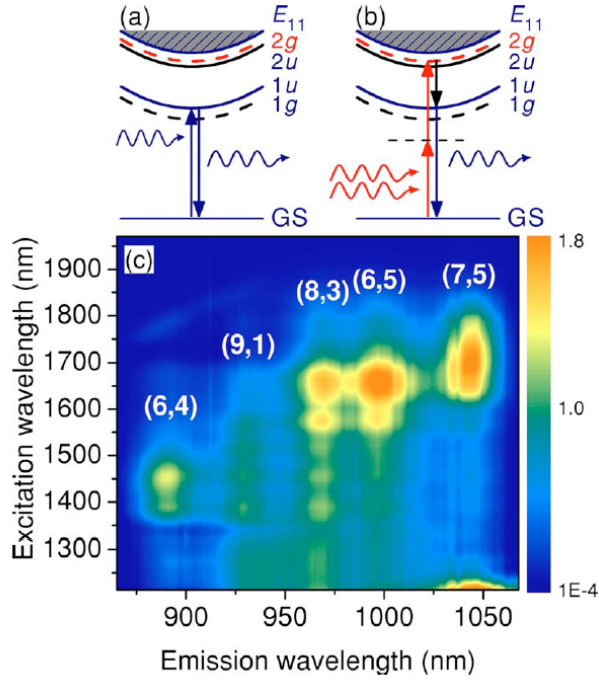 (a)
E11
2g
2u
1u
1g
GS
(b)
E11
2g
2u
1u
1g
GS
(c)
(6,4)
(9,1)
(8,3)
(6,5)
(7,5)
Excitation wavelength (nm)
1900
1800
1700
1600
1500
1400
1300
900
950
1000
1050
Emission wavelength (nm)
1.8
1.0
1E-4